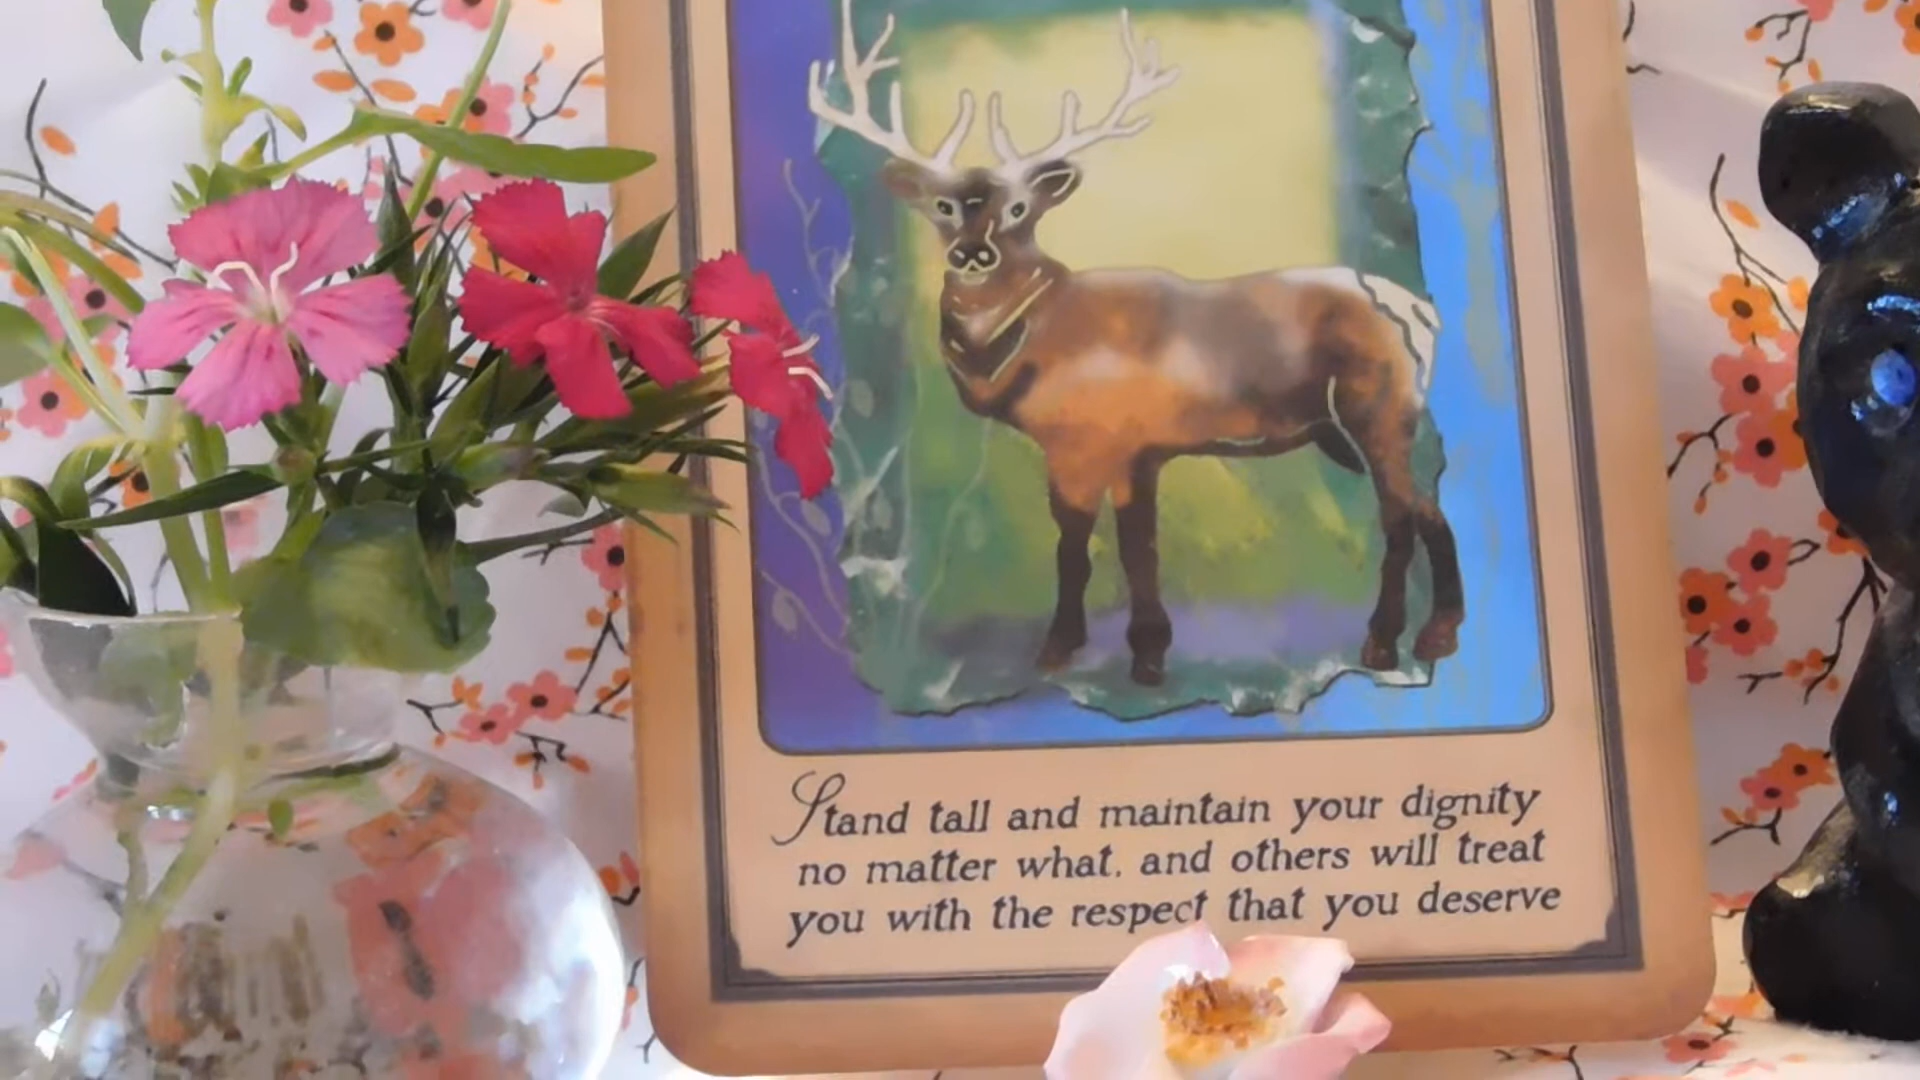 Stand tall and maintain your dignity
no matter what, and others will treat
you with the respect that you deserve